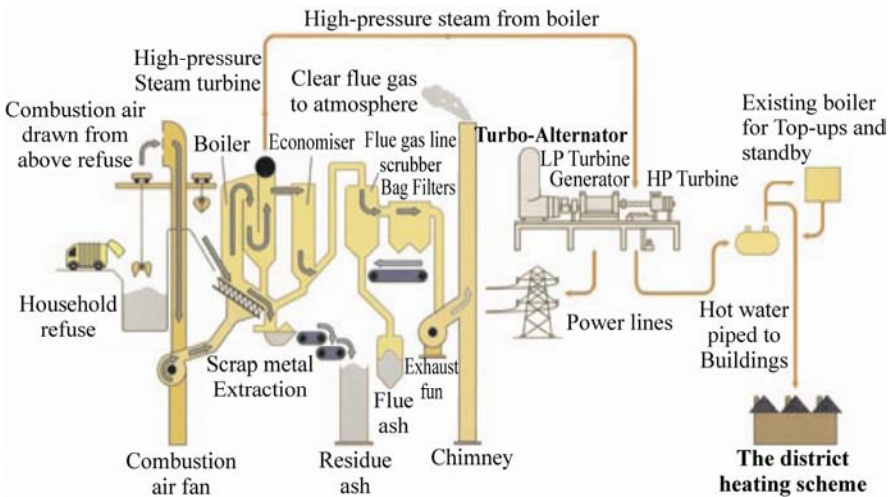 High-pressure steam from boiler
High-pressure
Steam turbine
Clear flue gas
to atmosphere
Combustion air
drawn from
above refuse
Existing boiler
for Top-ups and
standby
Boiler
Economiser
Flue gas line
scrubber
Bag Filters
Turbo-Alternator
LP Turbine
Generator
HP Turbine
Household
refuse
Scrap metal
Extraction
Flue
ash
Exhaust
fun
Power lines
Hot water
piped to
Buildings
Combustion
air fan
Residue
ash
Chimney
The district
heating scheme